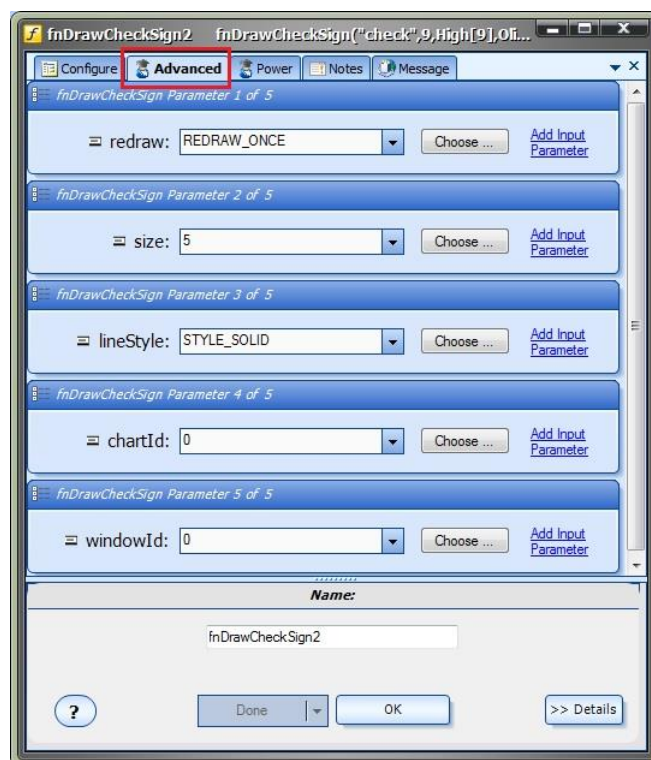 fnDrawCheckSign2 fnDrawCheckSign("check",9,High[9],Oli...
Configure Advanced Power Notes Message
fnDrawCheckSign Parameter 1 of 5
redraw: REDRAW_ONCE Choose ... Add Input
Parameter
fnDrawCheckSign Parameter 2 of 5
size: 5 Choose ... Add Input
Parameter
fnDrawCheckSign Parameter 3 of 5
lineStyle: STYLE_SOLID Choose ... Add Input
Parameter
fnDrawCheckSign Parameter 4 of 5
chartId: 0 Choose ... Add Input
Parameter
fnDrawCheckSign Parameter 5 of 5
windowId: 0 Choose ... Add Input
Parameter
Name:
fnDrawCheckSign2
? Done OK >> Details